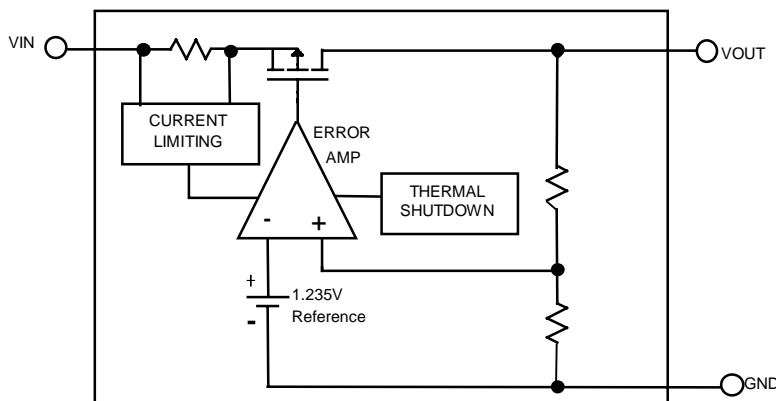 VIN
VOUT
CURRENT
LIMITING
ERROR
AMP
THERMAL
SHUTDOWN
- +
+
1.235V
Reference
-
GND